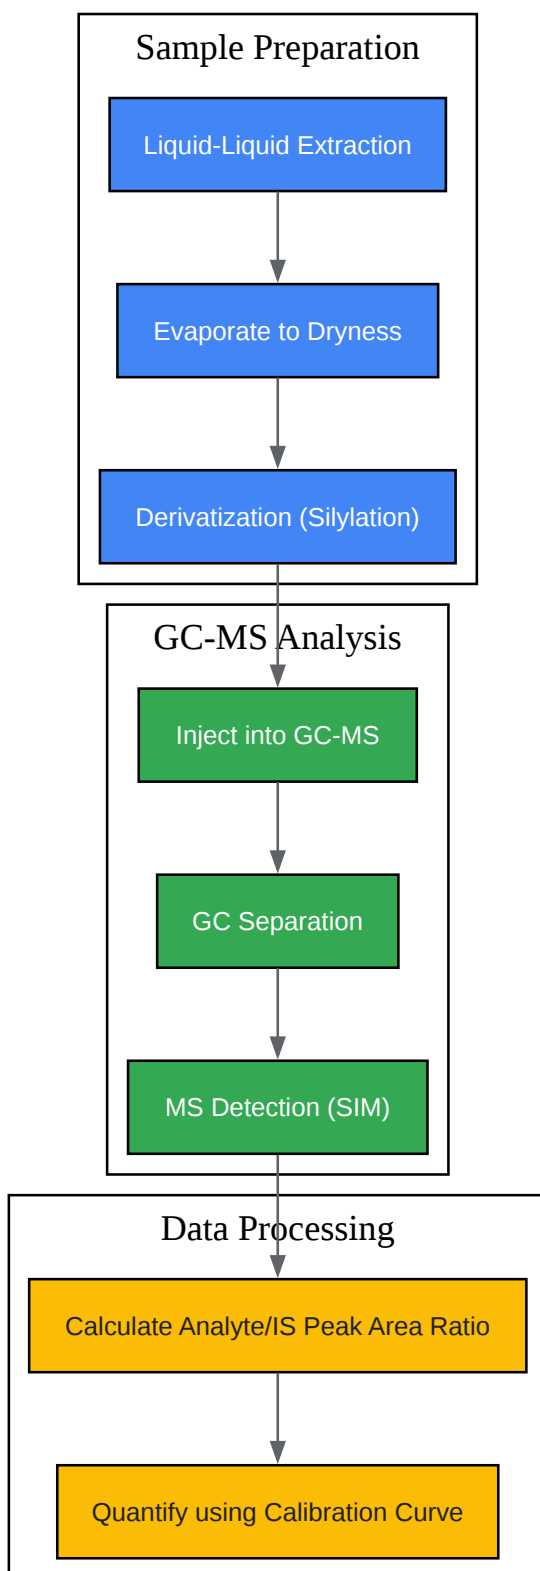 Sample Preparation
Liquid-Liquid Extraction
Evaporate to Dryness
Derivatization (Silylation)
GC-MS Analysis
Inject into GC-MS
GC Separation
MS Detection (SIM)
Data Processing
Calculate Analyte/IS Peak Area Ratio
Quantify using Calibration Curve